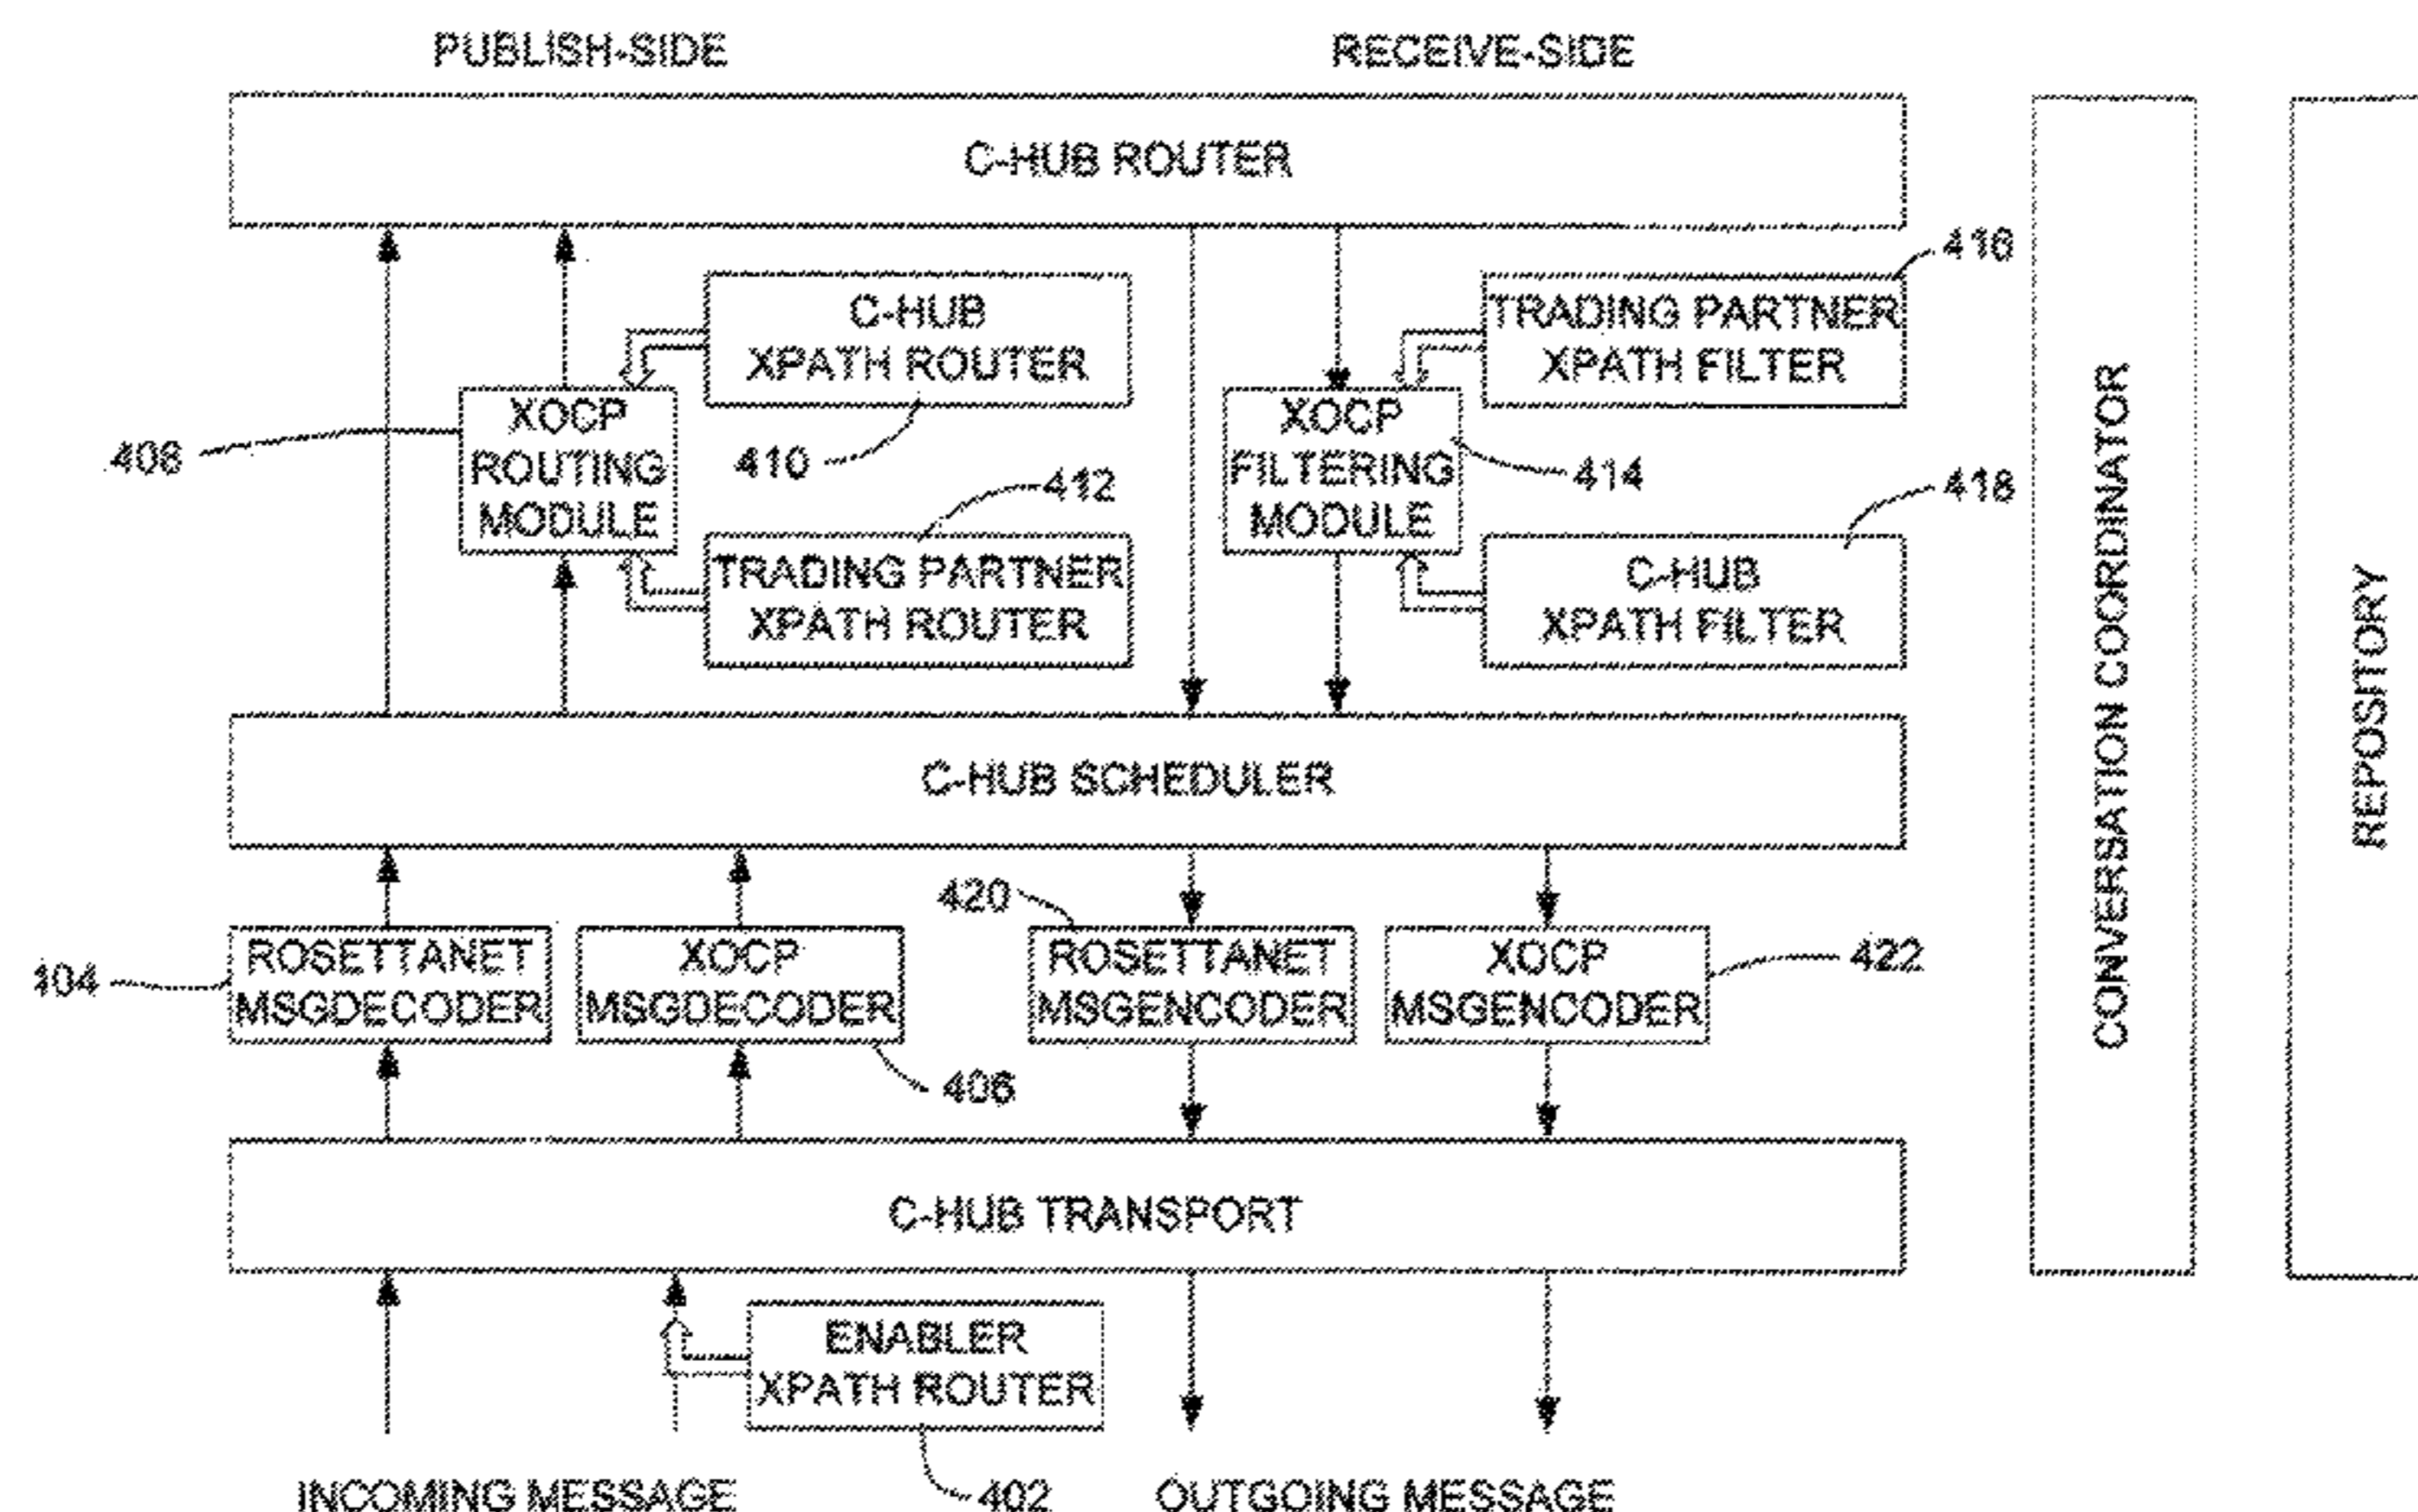 PUBLISH-SIDE
RECEIVE-SIDE
C-HUB ROUTER
416
C-HUB
XPATH ROUTER
TRADING PARTNER
XPATH FILTER
XOCP
ROUTING
MODULE
408
410
412
XOCP
FILTERING
MODULE
414
418
TRADING PARTNER
XPATH ROUTER
C-HUB
XPATH FILTER
C-HUB SCHEDULER
420
ROSETTANET
MSGDECODER
XOCP
MSGDECODER
ROSETTANET
MSGENCODER
XOCP
MSGENCODER
104
422
406
C-HUB TRANSPORT
ENABLER
XPATH ROUTER
INCOMING MESSAGE
402
OUTGOING MESSAGE
CONVERSATION COORDINATOR
REPOSITORY